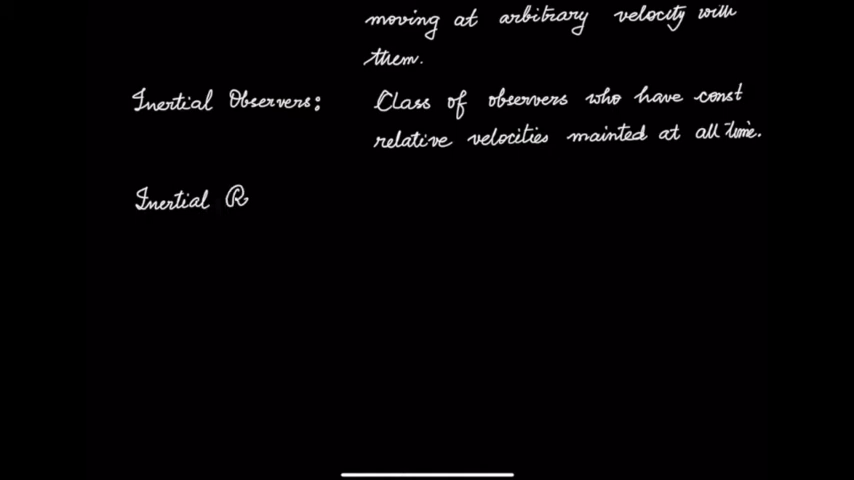 moving at arbitrary velocity with
them.
Inertial Observers: Class of observers who have const
relative velocities mainted at all time.
Inertial R